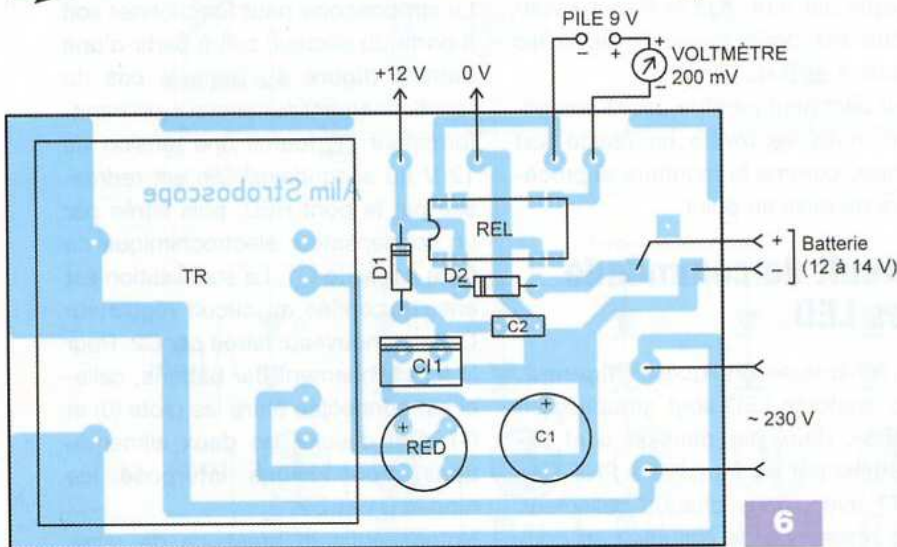 PILE 9 V
− +
+
VOLTMÈTRE
200 mV
−
+12 V
0 V
Alim Stroboscope
TR
REL
D1
D2
C2
CI1
+
RED
+
C1
+
−
Batterie
(12 à 14 V)
~ 230 V
6